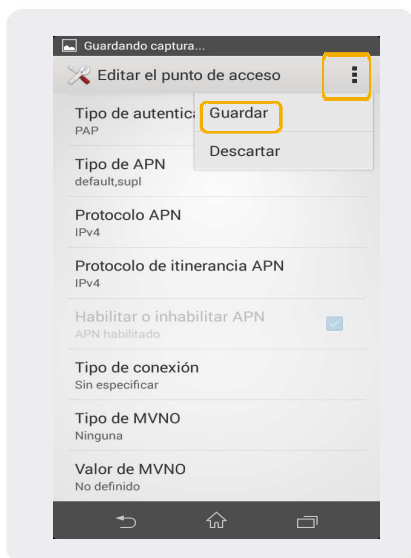 Guardando captura...
Editar el punto de acceso
Tipo de autentic
Guardar
PAP
Descartar
Tipo de APN
default,supl
Protocolo APN
IPv4
Protocolo de itinerancia APN
IPv4
Habilitar o inhabilitar APN
APN habilitado
Tipo de conexión
Sin especificar
Tipo de MVNO
Ninguna
Valor de MVNO
No definido